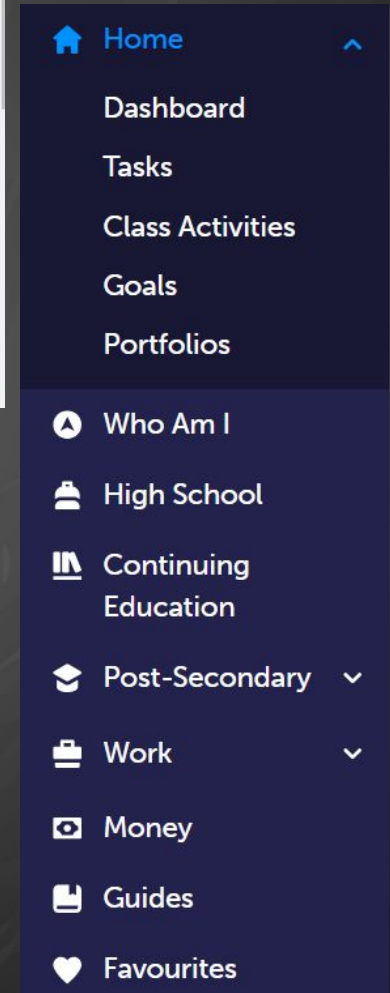 Home
Dashboard
Tasks
Class Activities
Goals
Portfolios
Who Am I
High School
Continuing
Education
Post-Secondary
Work
Money
Guides
Favourites